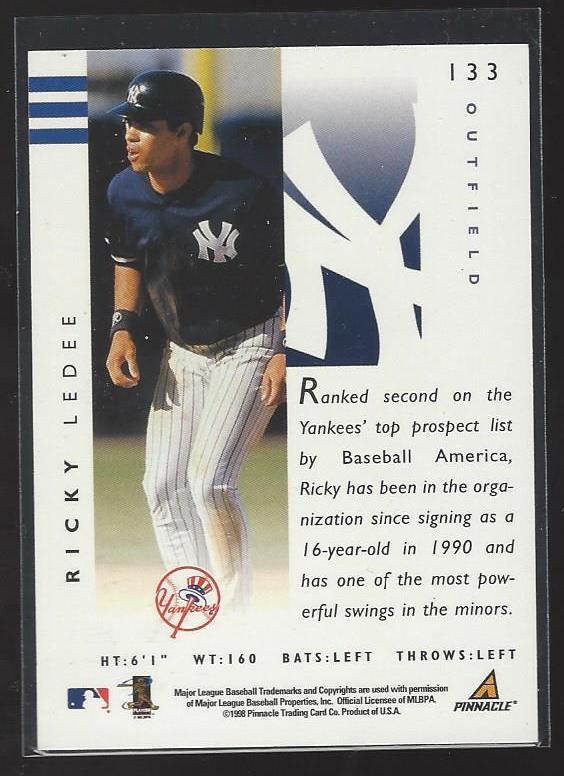 133
OUTFIELD
RICKY LEDEE
NY
NY
Ranked second on the
Yankees' top prospect list
by Baseball America,
Ricky has been in the orga-
nization since signing as a
16-year-old in 1990 and
has one of the most pow-
erful swings in the minors.
Yankees
HT:6'1" WT:160 BATS:LEFT THROWS:LEFT
Major League Baseball Trademarks and Copyrights are used with permission
of Major League Baseball Properties, Inc. Official Licensee of MLBPA.
©1998 Pinnacle Trading Card Co. Product of U.S.A.
PINNACLE